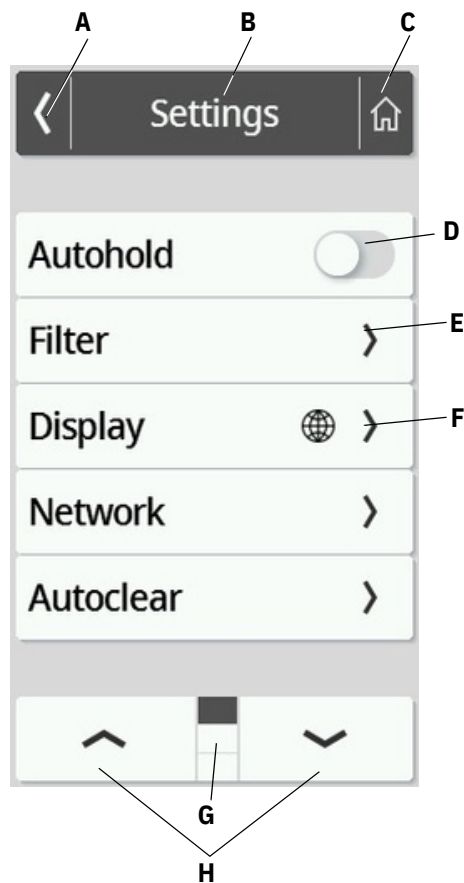 A B C
Settings
D
Autohold
E
Filter
F
Display
Network
Autoclear
G
H